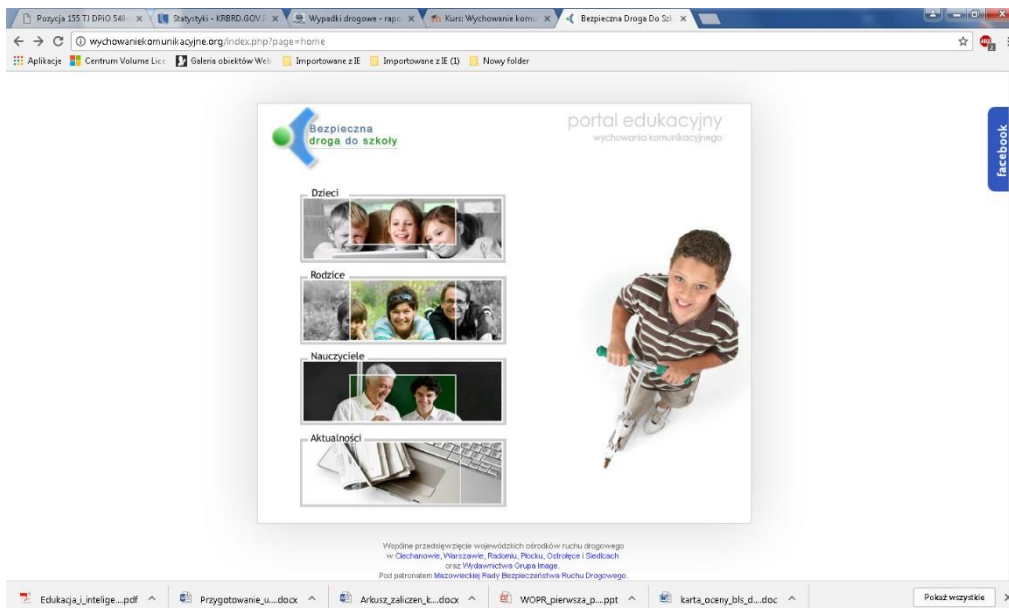 Pozycja 155 TJ DPiO 540
Statystyki - KRBRD.GOV.P
Wypadki drogowe - rapo
Kurs: Wychowanie komu
Bezpieczna Droga Do Szk
wychowaniekomunikacyjne.org/index.php?page=home
Aplikacje
Centrum Volume Lice
Galeria obiektów Web
Importowane z IE
Importowane z IE (1)
Nowy folder
Bezpieczna
droga do szkoły
portal edukacyjny
wychowania komunikacyjnego
facebook
Dzieci
Rodzice
Nauczyciele
Aktualności
Wspólne przedsięwzięcie wojewódzkich ośrodków ruchu drogowego
w Ciechanowie, Warszawie, Radomiu, Płocku, Ostrołęce i Siedlcach
oraz Wydawnictwa Grupa Image.
Pod patronatem Mazowieckiej Rady Bezpieczeństwa Ruchu Drogowego.
Edukacja_i_intelige....pdf
Przygotowanie_u....docx
Arkusz_zaliczen_k....docx
WOPR_pierwsza_p....ppt
karta_oceny_bls_d....doc
Pokaż wszystkie